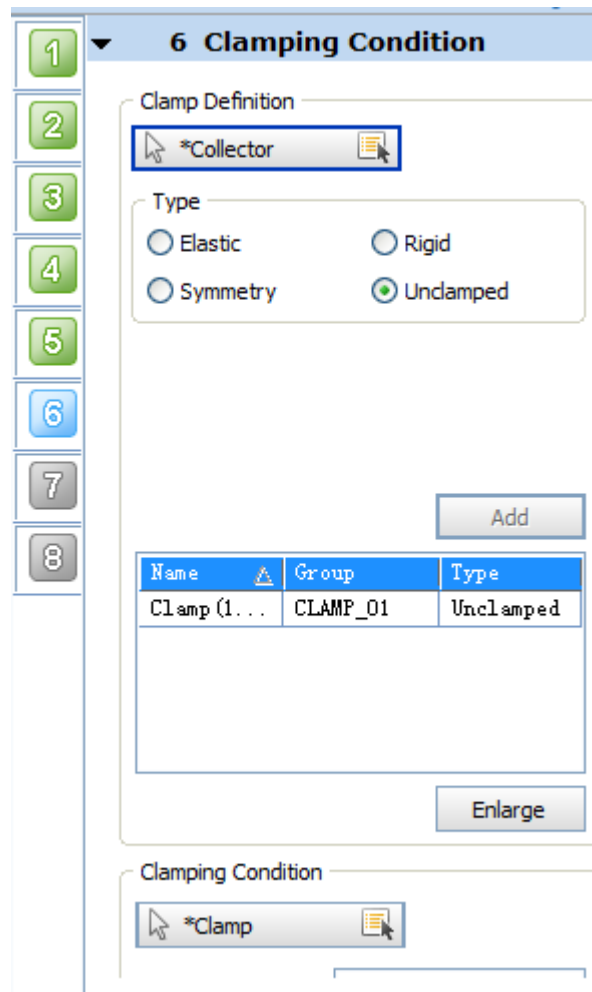 1
6 Clamping Condition
2
Clamp Definition
*Collector
3
Type
Elastic Rigid
4
Symmetry Unclamped
5
6
7
Add
8
Name Group Type
Clamp(1... CLAMP_01 Unclamped
Enlarge
Clamping Condition
*Clamp